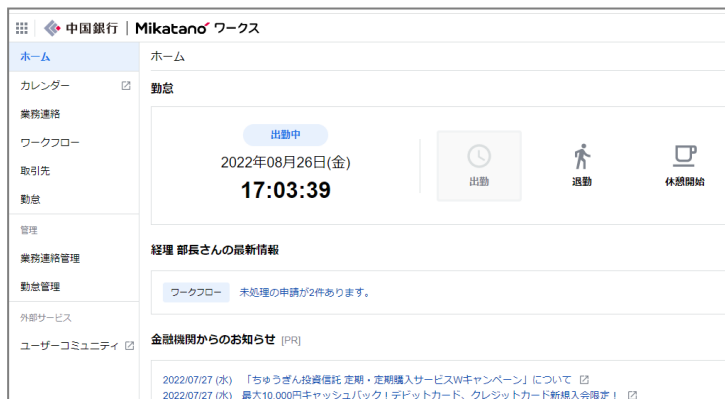 中国銀行 | Mikatano ワークス
ホーム
カレンダー
業務連絡
ワークフロー
取引先
勤怠
管理
業務連絡管理
勤怠管理
外部サービス
ユーザーコミュニティ
ホーム
勤怠
出勤中
2022年08月26日(金)
17:03:39
出勤
退勤
休憩開始
経理 部長さんの最新情報
ワークフロー 未処理の申請が2件あります。
金融機関からのお知らせ [PR]
2022/07/27 (水) 「ちゅうぎん投資信託 定期・定期購入サービスWキャンペーン」について
2022/07/27 (水) 最大10,000円キャッシュバック！デビットカード、クレジットカード新規入会限定！